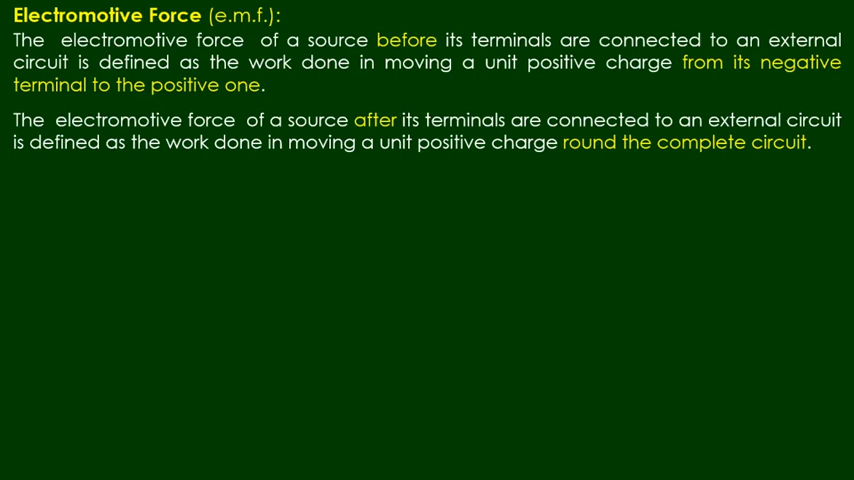 Electromotive Force (e.m.f.):
The electromotive force of a source before its terminals are connected to an external
circuit is defined as the work done in moving a unit positive charge from its negative
terminal to the positive one.
The electromotive force of a source after its terminals are connected to an external circuit
is defined as the work done in moving a unit positive charge round the complete circuit.